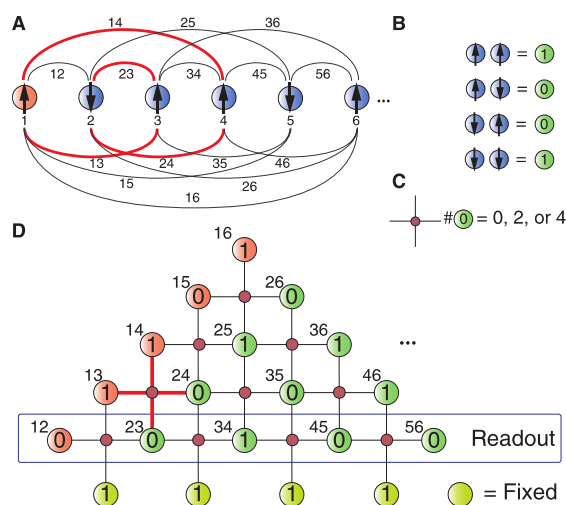 A
14 25 36
B
12 23 34 45 56
= 1
= 0
= 0
= 1
...
1 2 3 4 5 6
13 24 35 46
15 26
16
C
#0 = 0, 2, or 4
D
16
1
15 26
0 0
14 25 36
1 1 1
...
13 24 35 46
1 0 0 1
12 23 34 45 56
0 0 1 0 0
Readout
1 1 1 1
= Fixed